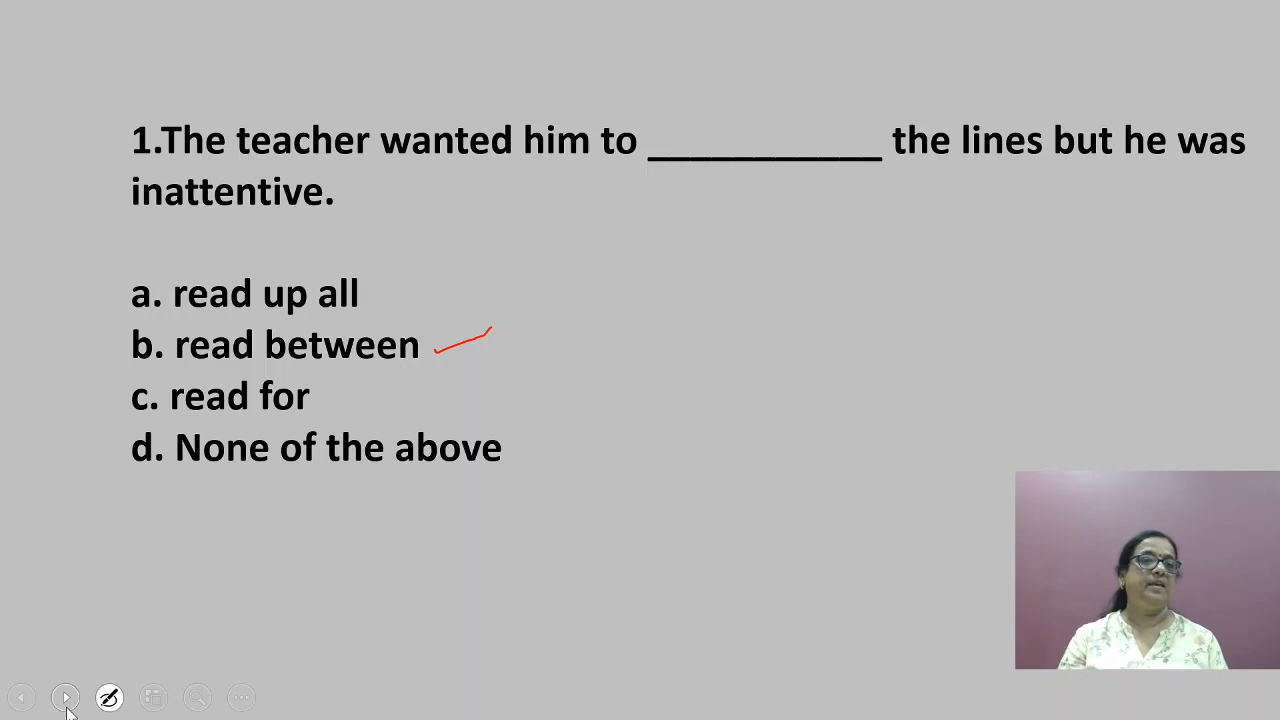 1.The teacher wanted him to ___________ the lines but he was
inattentive.
a. read up all
b. read between
c. read for
d. None of the above